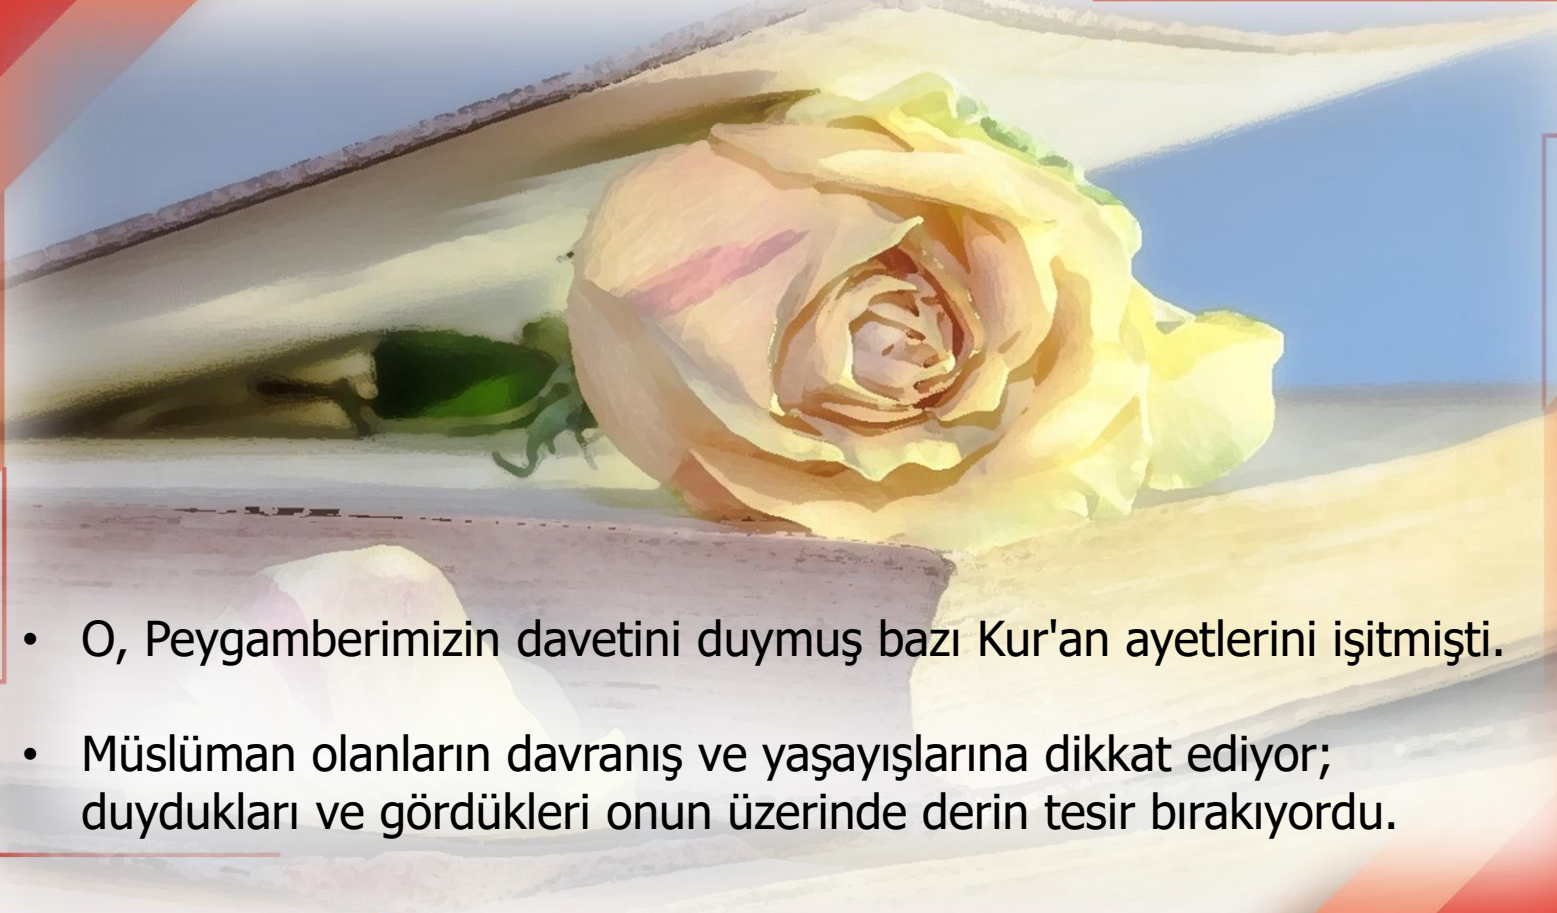 • O, Peygamberimizin davetini duymuş bazı Kur'an ayetlerini işitmişti.
• Müslüman olanların davranış ve yaşayışlarına dikkat ediyor;
duydukları ve gördükleri onun üzerinde derin tesir bırakıyordu.